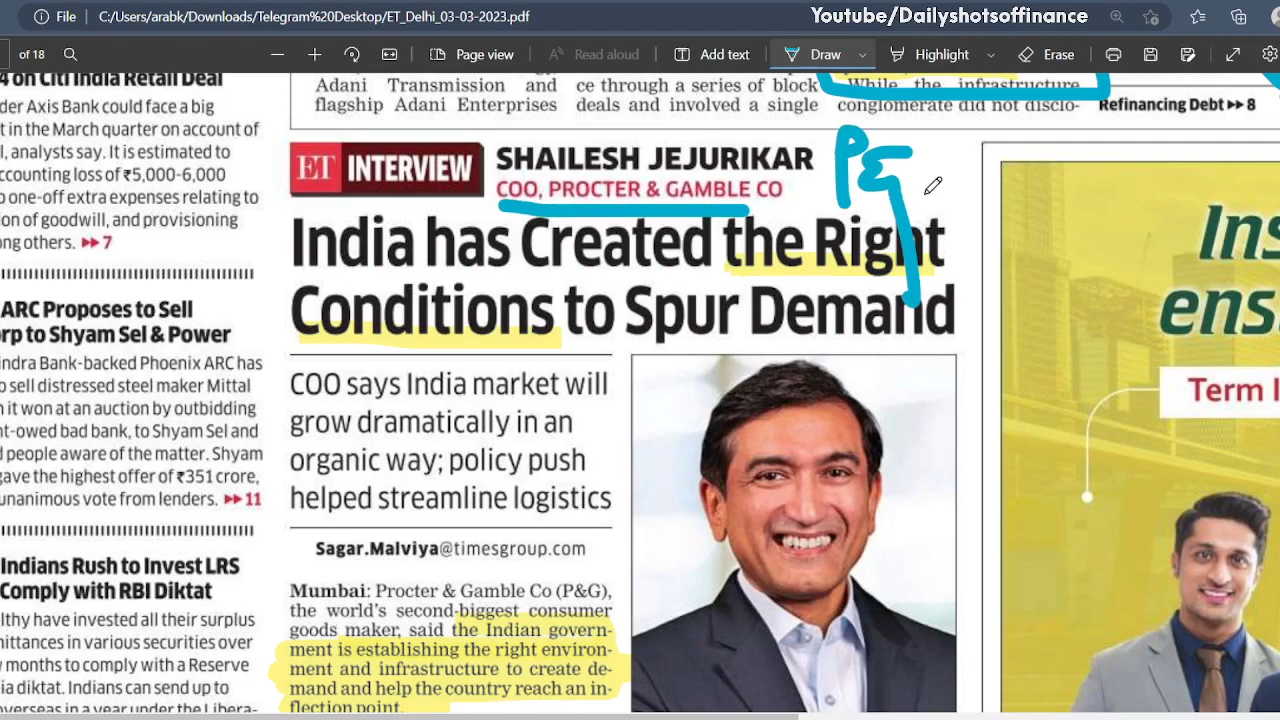 File
C:/Users/arabk/Downloads/Telegram%20Desktop/ET_Delhi_03-03-2023.pdf
Youtube/Dailyshotsoffinance
of 18
Page view
Read aloud
Add text
Draw
Highlight
Erase
4 on Citi India Retail Deal
der Axis Bank could face a big
t in the March quarter on account of
l, analysts say. It is estimated to
ccounting loss of ₹5,000-6,000
o one-off extra expenses relating to
ion of goodwill, and provisioning
ong others. 7
ARC Proposes to Sell
rp to Shyam Sel & Power
indra Bank-backed Phoenix ARC has
o sell distressed steel maker Mittal
h it won at an auction by outbidding
nt-owed bad bank, to Shyam Sel and
d people aware of the matter. Shyam
gave the highest offer of ₹351 crore,
unanimous vote from lenders. 11
Indians Rush to Invest LRS
Comply with RBI Diktat
lthy have invested all their surplus
nittances in various securities over
w months to comply with a Reserve
ia diktat. Indians can send up to
overseas in a year under the Libera-
Adani Transmission and
flagship Adani Enterprises
ce through a series of block
deals and involved a single
While the infrastructure
conglomerate did not disclo-
Refinancing Debt 8
ET INTERVIEW
SHAILESH JEJURIKAR
COO, PROCTER & GAMBLE CO
India has Created the Right
Conditions to Spur Demand
COO says India market will
grow dramatically in an
organic way; policy push
helped streamline logistics
Sagar.Malviya@timesgroup.com
Mumbai: Procter & Gamble Co (P&G),
the world's second-biggest consumer
goods maker, said the Indian govern-
ment is establishing the right environ-
ment and infrastructure to create de-
mand and help the country reach an in-
flection point.
Ins
ens
Term I